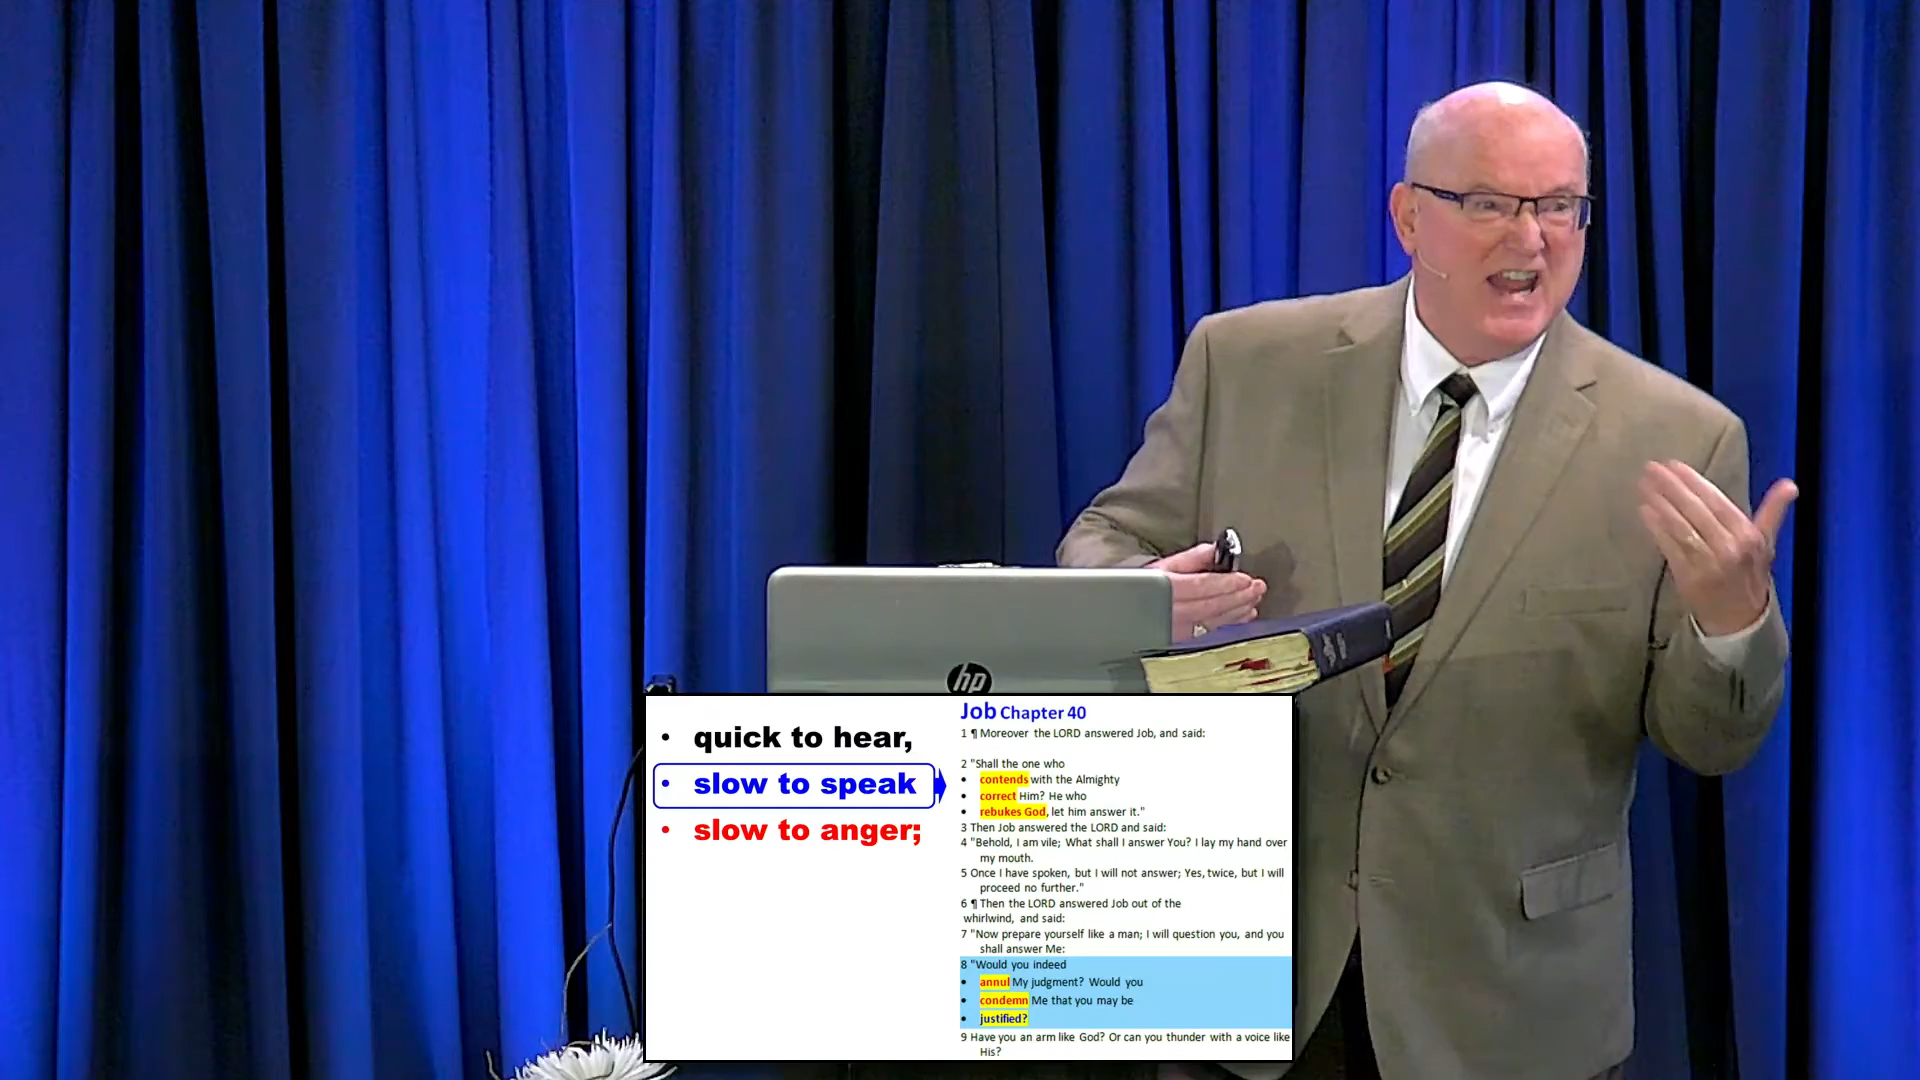 hp
• quick to hear,
• slow to speak
• slow to anger;
Job Chapter 40
1 ¶ Moreover the LORD answered Job, and said:
2 "Shall the one who
• contends with the Almighty
• correct Him? He who
• rebukes God, let him answer it."
3 Then Job answered the LORD and said:
4 "Behold, I am vile; What shall I answer You? I lay my hand over
my mouth.
5 Once I have spoken, but I will not answer; Yes, twice, but I will
proceed no further."
6 ¶ Then the LORD answered Job out of the
whirlwind, and said:
7 "Now prepare yourself like a man; I will question you, and you
shall answer Me:
8 "Would you indeed
• annul My judgment? Would you
• condemn Me that you may be
• justified?
9 Have you an arm like God? Or can you thunder with a voice like
His?